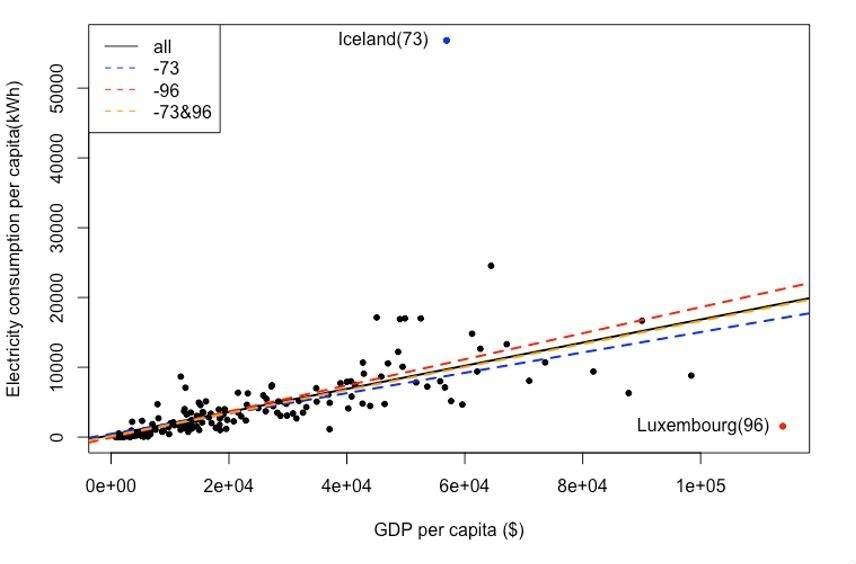 Iceland(73)
all
-73
-96
-73&96
Electricity consumption per capita(kWh)
50000
40000
30000
20000
10000
0
Luxembourg(96)
0e+00 2e+04 4e+04 6e+04 8e+04 1e+05
GDP per capita ($)